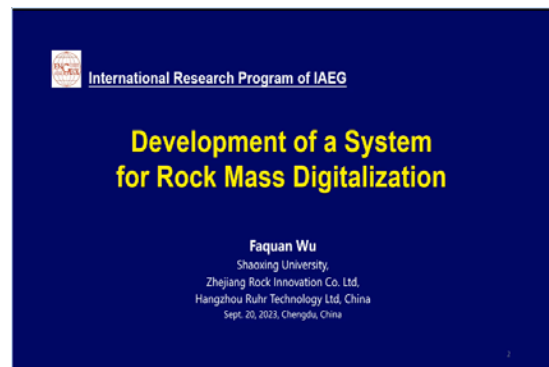 International Research Program of IAEG
Development of a System
for Rock Mass Digitalization
Faquan Wu
Shaoxing University,
Zhejiang Rock Innovation Co. Ltd,
Hangzhou Ruhr Technology Ltd, China
Sept. 20, 2023, Chengdu, China
2